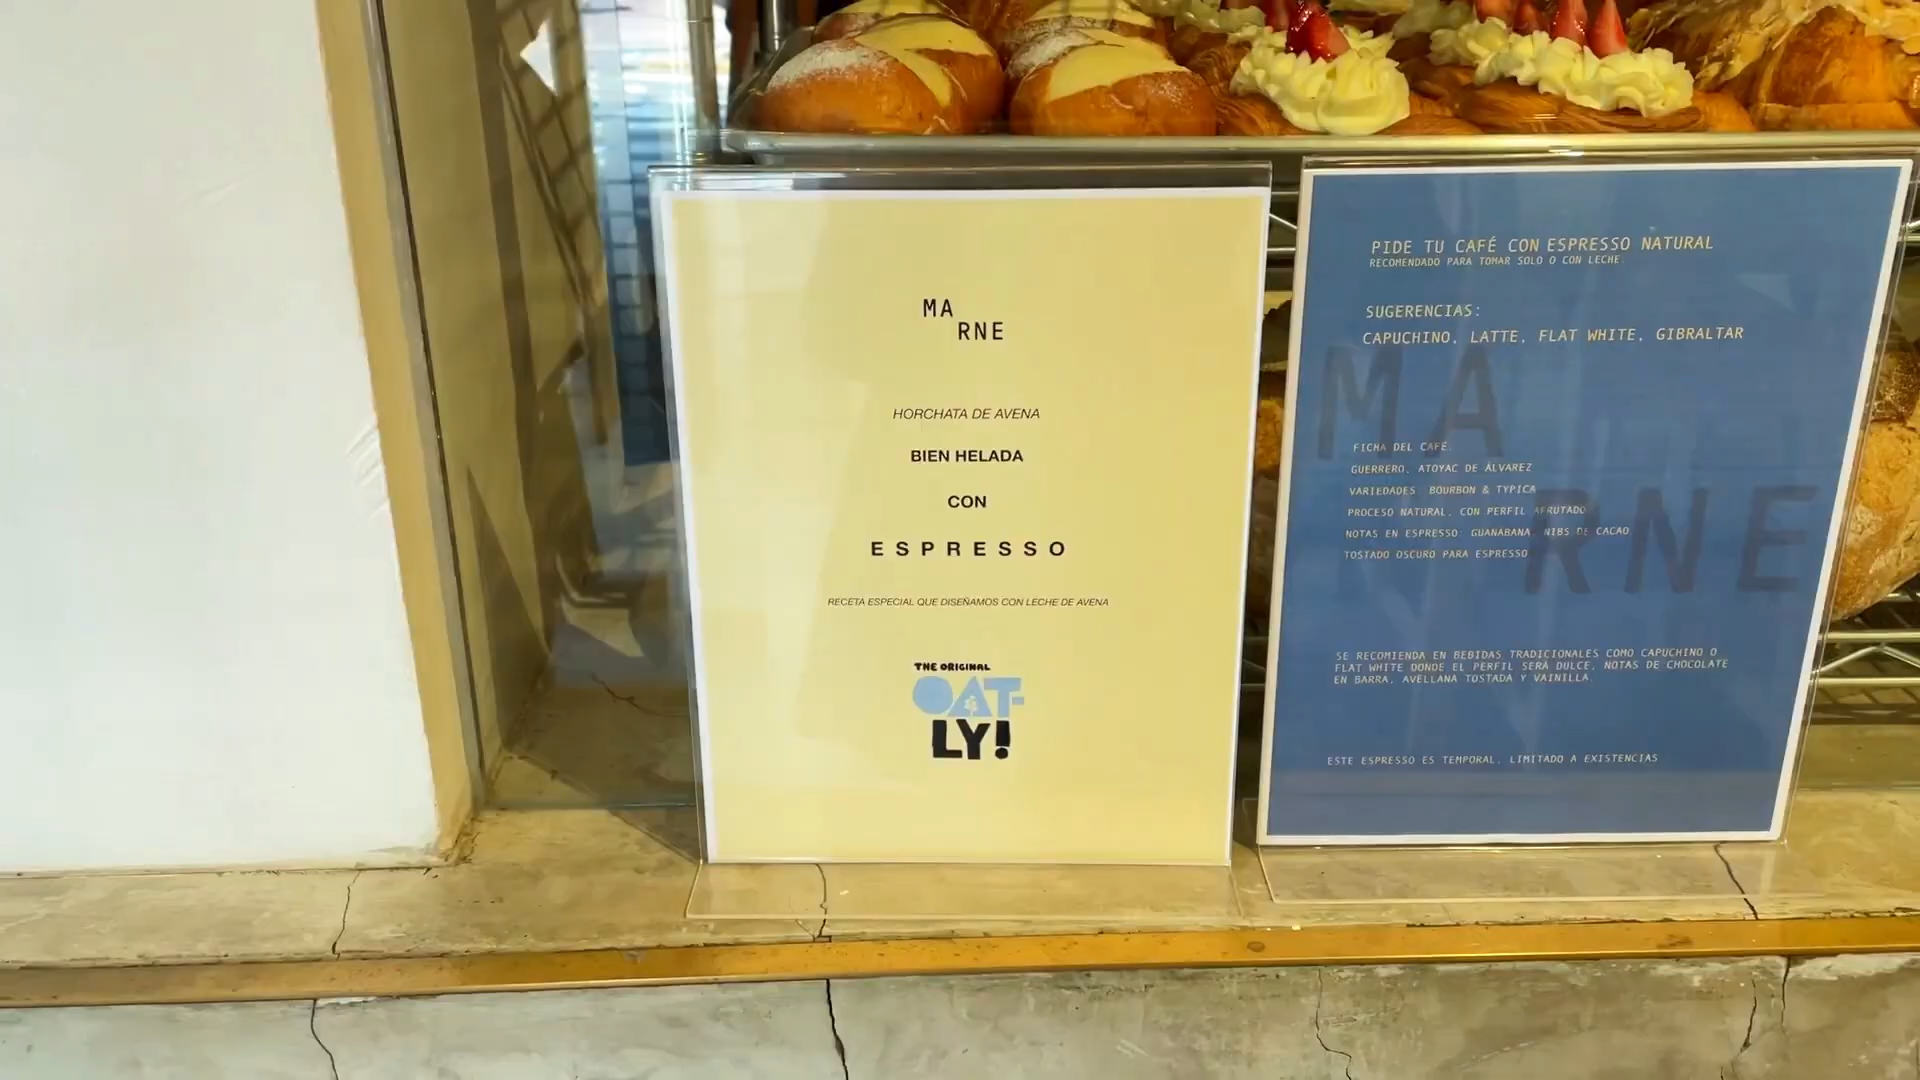 MA
RNE
HORCHATA DE AVENA
BIEN HELADA
CON
ESPRESSO
RECETA ESPECIAL QUE DISEÑAMOS CON LECHE DE AVENA
THE ORIGINAL
OAT-
LY!
PIDE TU CAFÉ CON ESPRESSO NATURAL
RECOMENDADO PARA TOMAR SOLO O CON LECHE.
SUGERENCIAS:
CAPUCHINO, LATTE, FLAT WHITE, GIBRALTAR
MA
RNE
FICHA DEL CAFÉ:
GUERRERO, ATOYAC DE ÁLVAREZ
VARIEDADES: BOURBON & TYPICA
PROCESO NATURAL, CON PERFIL AFRUTADO
NOTAS EN ESPRESSO: GUANÁBANA, NIBS DE CACAO
TOSTADO OSCURO PARA ESPRESSO
SE RECOMIENDA EN BEBIDAS TRADICIONALES COMO CAPUCHINO O
FLAT WHITE DONDE EL PERFIL SERÁ DULCE, NOTAS DE CHOCOLATE
EN BARRA, AVELLANA TOSTADA Y VAINILLA.
ESTE ESPRESSO ES TEMPORAL, LIMITADO A EXISTENCIAS